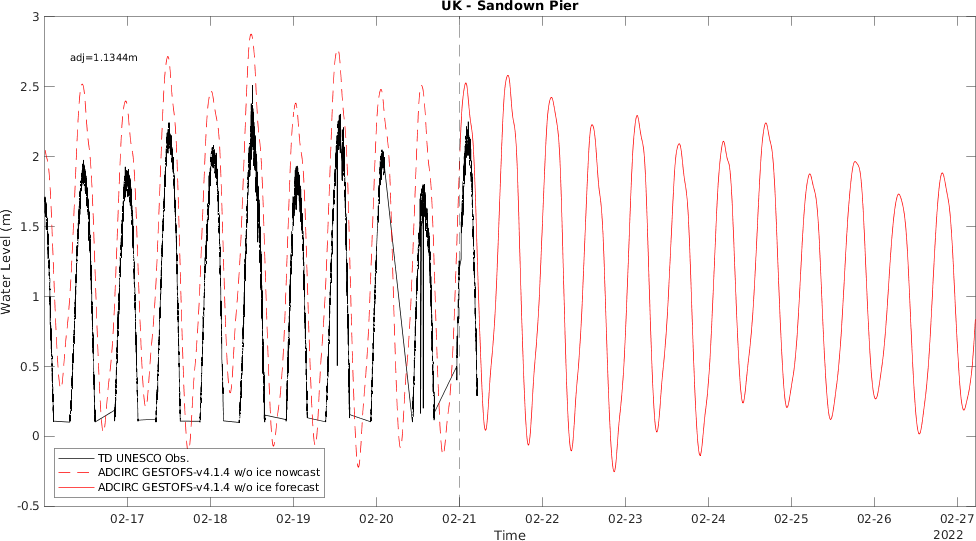 UK - Sandown Pier
adj=1.1344m
3
2.5
2
1.5
1
0.5
0
-0.5
Water Level (m)
TD UNESCO Obs.
ADCIRC GESTOFS-v4.1.4 w/o ice nowcast
ADCIRC GESTOFS-v4.1.4 w/o ice forecast
02-17 02-18 02-19 02-20 02-21 02-22 02-23 02-24 02-25 02-26 02-27
Time
2022